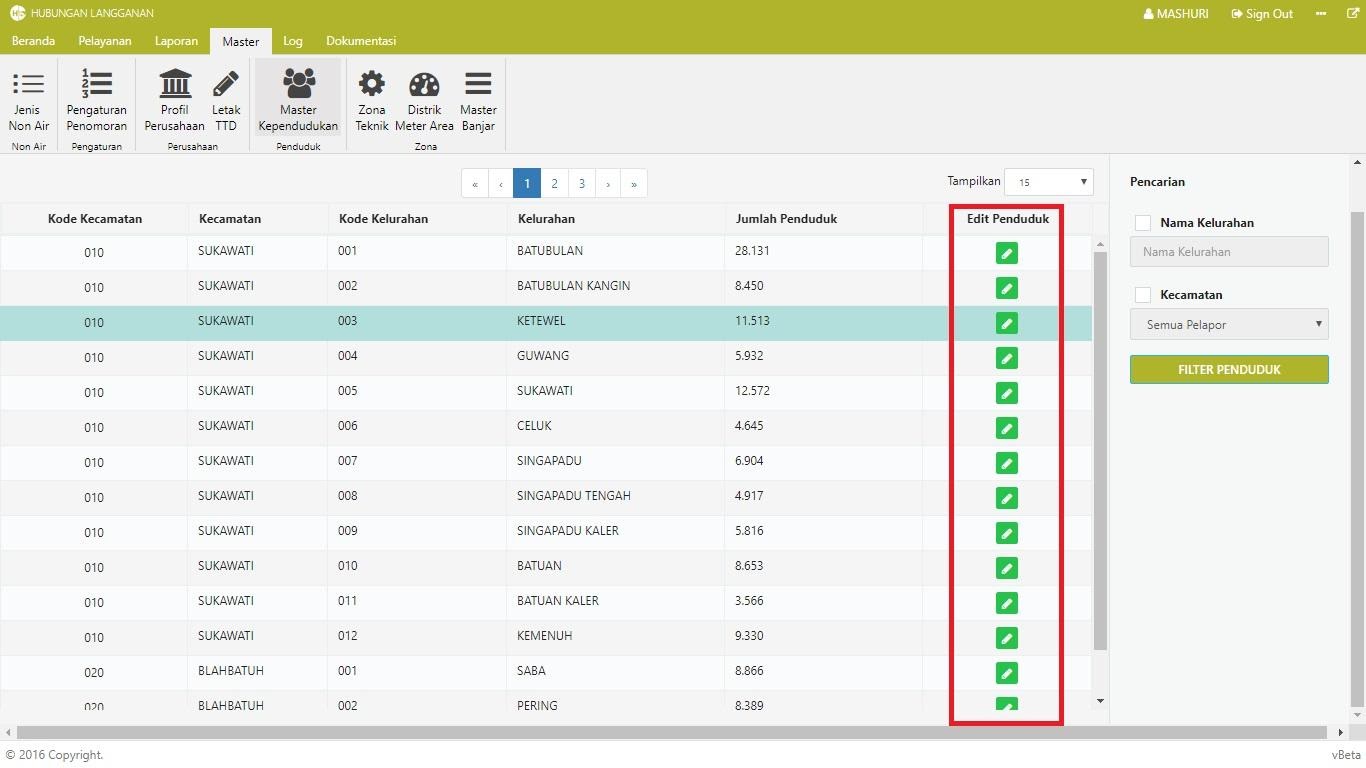 HUBUNGAN LANGGANAN
MASHURI Sign Out
Beranda Pelayanan Laporan Master Log Dokumentasi
Jenis Non Air
Non Air
Pengaturan Penomoran
Pengaturan
Profil Perusahaan
Letak TTD
Perusahaan
Master Kependudukan
Penduduk
Zona Teknik
Distrik Meter Area
Master Banjar
Zona
« ‹ 1 2 3 › »
Tampilkan 15
Kode Kecamatan Kecamatan Kode Kelurahan Kelurahan Jumlah Penduduk Edit Penduduk
010 SUKAWATI 001 BATUBULAN 28.131
010 SUKAWATI 002 BATUBULAN KANGIN 8.450
010 SUKAWATI 003 KETEWEL 11.513
010 SUKAWATI 004 GUWANG 5.932
010 SUKAWATI 005 SUKAWATI 12.572
010 SUKAWATI 006 CELUK 4.645
010 SUKAWATI 007 SINGAPADU 6.904
010 SUKAWATI 008 SINGAPADU TENGAH 4.917
010 SUKAWATI 009 SINGAPADU KALER 5.816
010 SUKAWATI 010 BATUAN 8.653
010 SUKAWATI 011 BATUAN KALER 3.566
010 SUKAWATI 012 KEMENUH 9.330
020 BLAHBATUH 001 SABA 8.866
020 BLAHBATUH 002 PERING 8.389
Pencarian
Nama Kelurahan
Nama Kelurahan
Kecamatan
Semua Pelapor
FILTER PENDUDUK
© 2016 Copyright.
vBeta